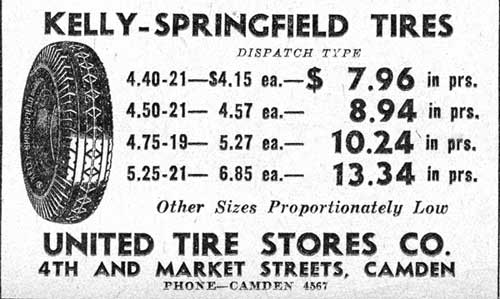 KELLY-SPRINGFIELD TIRES
DISPATCH TYPE
4.40-21—$4.15 ea.—$ 7.96 in prs.
4.50-21— 4.57 ea.— 8.94 in prs.
4.75-19— 5.27 ea.— 10.24 in prs.
5.25-21— 6.85 ea.— 13.34 in prs.
Other Sizes Proportionately Low
UNITED TIRE STORES CO.
4TH AND MARKET STREETS, CAMDEN
PHONE—CAMDEN 4567